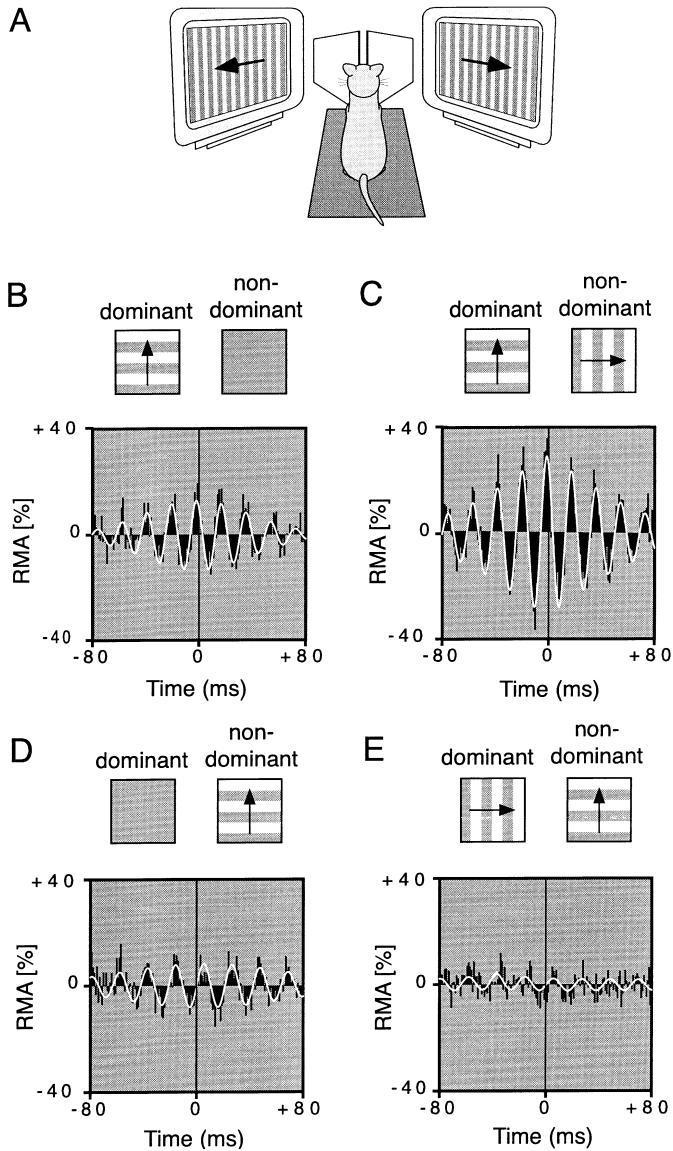 A
B
dominant
non-
dominant
+40
0
-40
RMA [%]
-80
0
+80
Time (ms)
C
dominant
non-
dominant
+40
0
-40
RMA [%]
-80
0
+80
Time (ms)
D
dominant
non-
dominant
+40
0
-40
RMA [%]
-80
0
+80
Time (ms)
E
dominant
non-
dominant
+40
0
-40
RMA [%]
-80
0
+80
Time (ms)